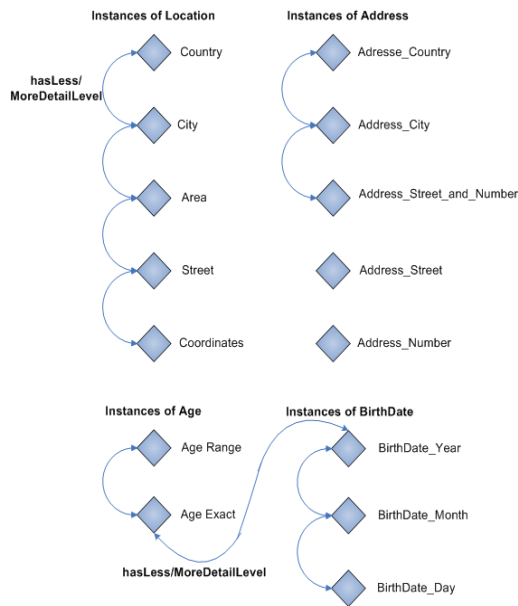 Instances of Location
Instances of Address
Country
Adresse_Country
hasLess/
MoreDetailLevel
City
Address_City
Area
Address_Street_and_Number
Street
Address_Street
Coordinates
Address_Number
Instances of Age
Instances of BirthDate
Age Range
BirthDate_Year
Age Exact
BirthDate_Month
hasLess/MoreDetailLevel
BirthDate_Day